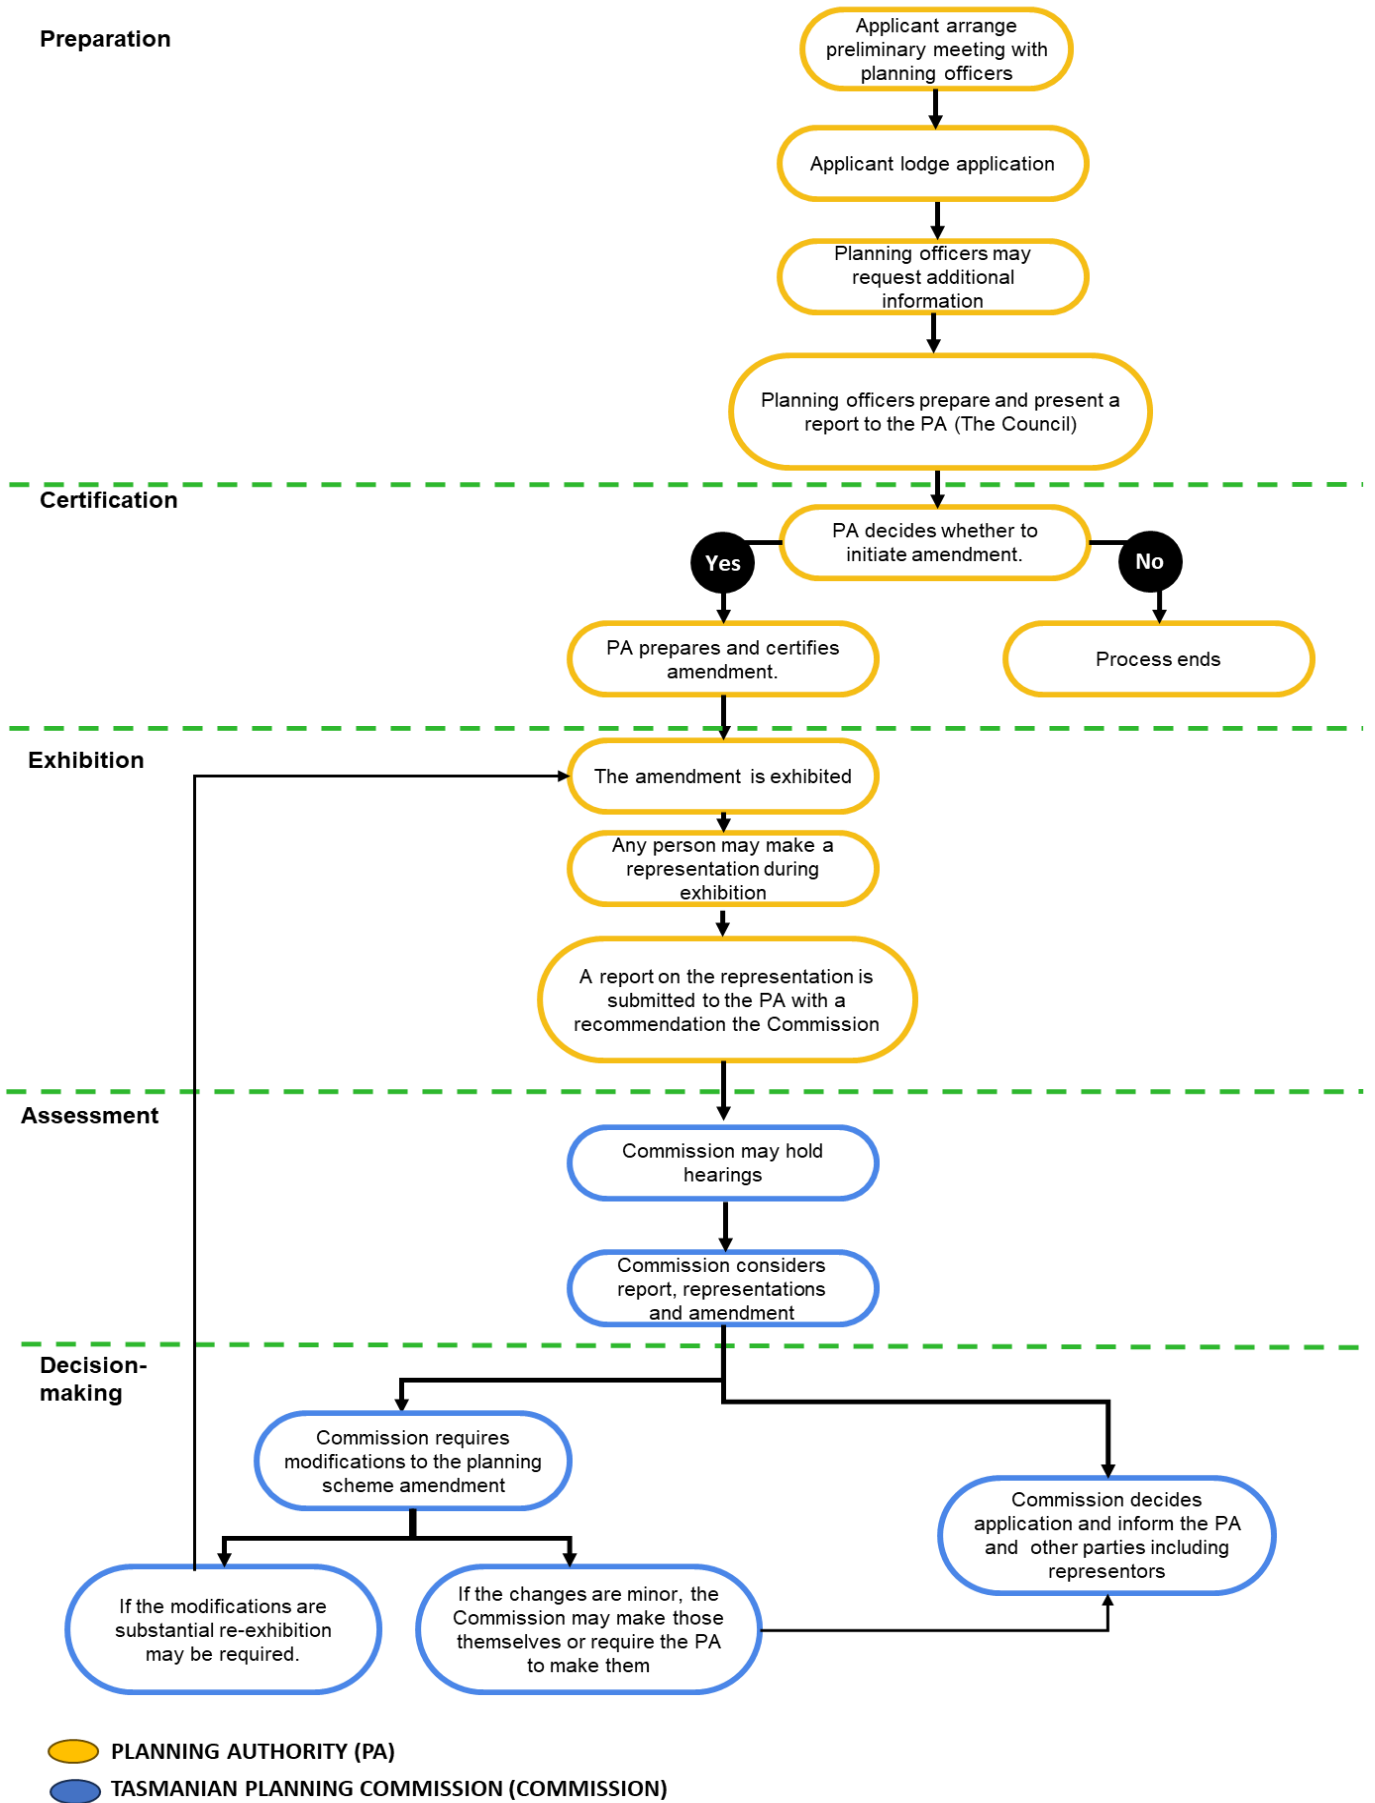 Preparation
Applicant arrange
preliminary meeting with
planning officers
Applicant lodge application
Planning officers may
request additional
information
Planning officers prepare and present a
report to the PA (The Council)
Certification
PA decides whether to
initiate amendment.
Yes
No
PA prepares and certifies
amendment.
Process ends
Exhibition
The amendment is exhibited
Any person may make a
representation during
exhibition
A report on the representation is
submitted to the PA with a
recommendation the Commission
Assessment
Commission may hold
hearings
Commission considers
report, representations
and amendment
Decision-
making
Commission requires
modifications to the planning
scheme amendment
Commission decides
application and inform the PA
and other parties including
representors
If the modifications are
substantial re-exhibition
may be required.
If the changes are minor, the
Commission may make those
themselves or require the PA
to make them
PLANNING AUTHORITY (PA)
TASMANIAN PLANNING COMMISSION (COMMISSION)